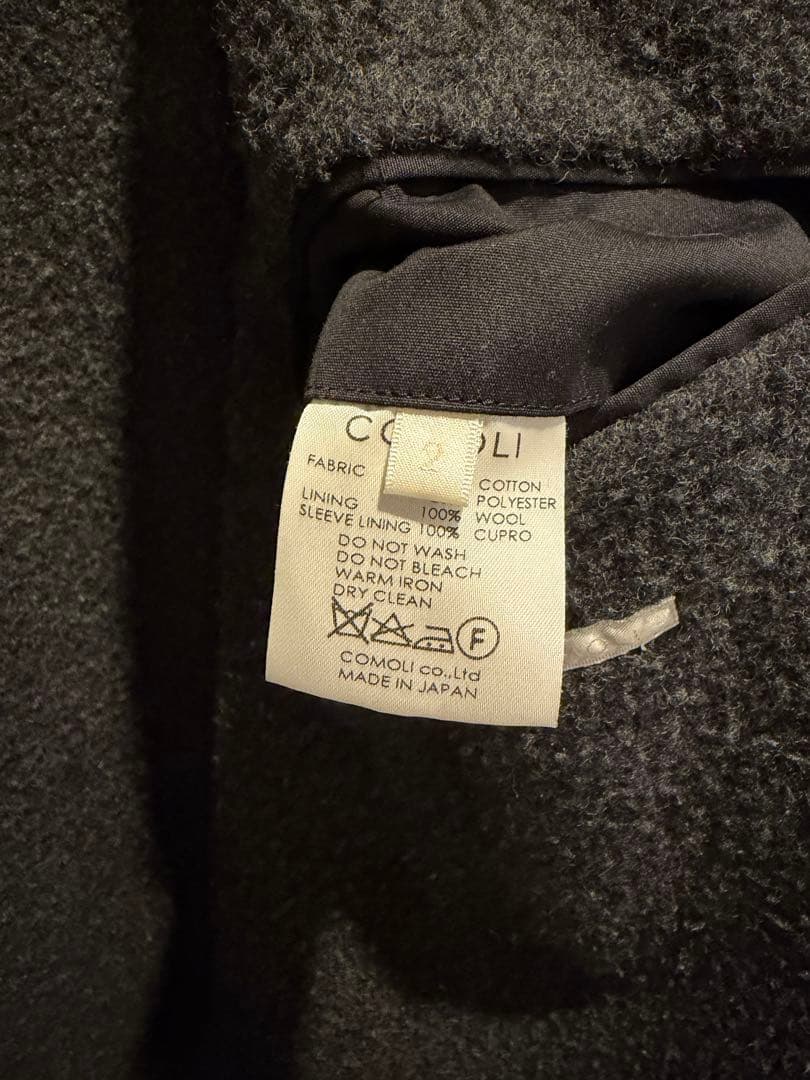 2
FABRIC
COTTON
POLYESTER
LINING 100% WOOL
SLEEVE LINING 100% CUPRO
DO NOT WASH
DO NOT BLEACH
WARM IRON
DRY CLEAN
F
COMOLI co.,Ltd
MADE IN JAPAN